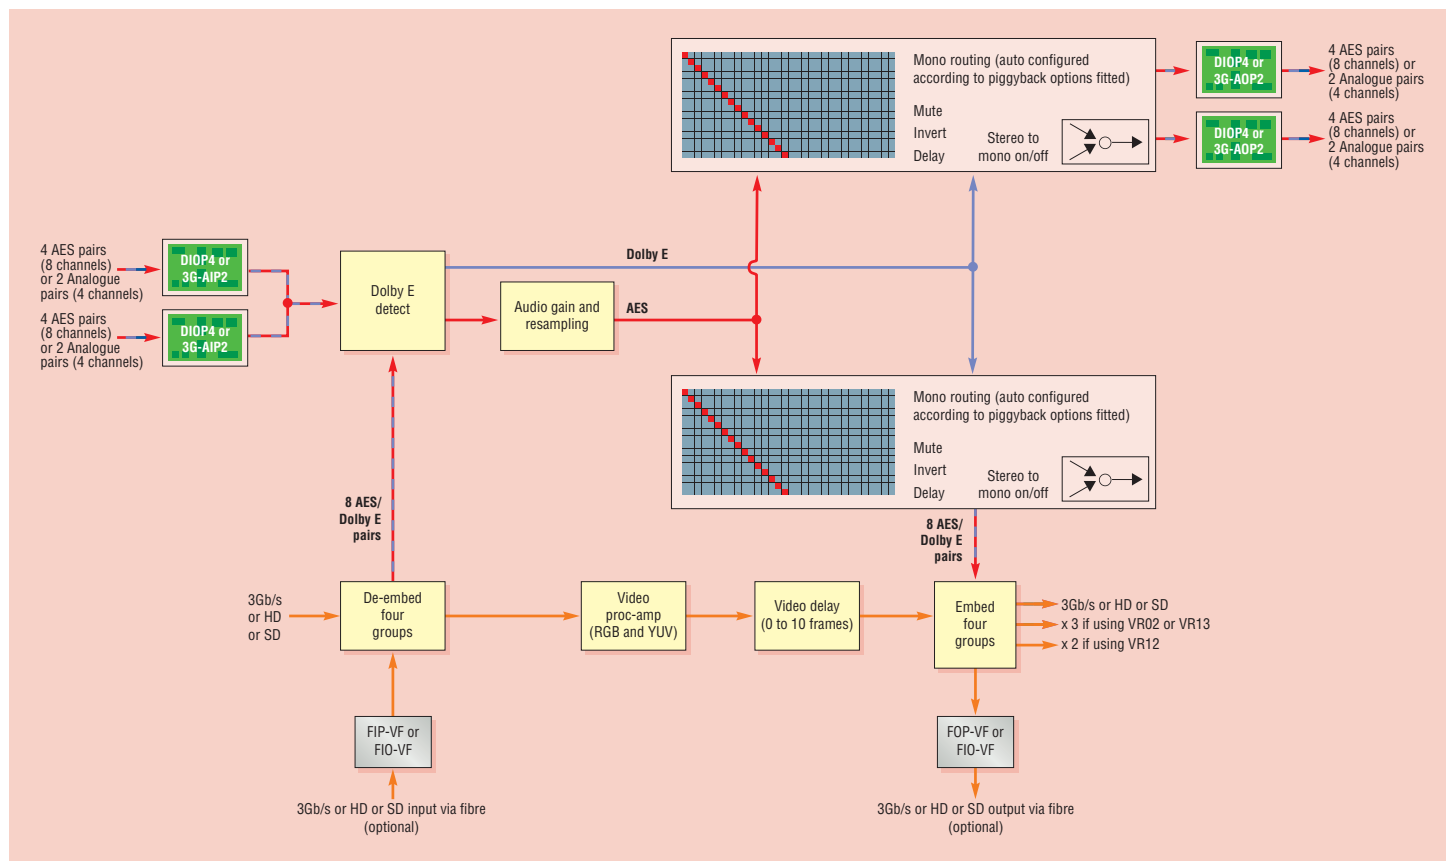 Mono routing (auto configured
according to piggyback options fitted)
Mute
Invert
Delay
Stereo to
mono on/off
DIOP4 or
3G-AOP2
4 AES pairs
(8 channels) or
2 Analogue pairs
(4 channels)
DIOP4 or
3G-AOP2
4 AES pairs
(8 channels) or
2 Analogue pairs
(4 channels)
4 AES pairs
(8 channels)
or 2 Analogue
pairs (4 channels)
DIOP4 or
3G-AIP2
4 AES pairs
(8 channels)
or 2 Analogue
pairs (4 channels)
DIOP4 or
3G-AIP2
Dolby E
detect
Dolby E
Audio gain and
resampling
AES
Mono routing (auto configured
according to piggyback options fitted)
Mute
Invert
Delay
Stereo to
mono on/off
8 AES/
Dolby E
pairs
8 AES/
Dolby E
pairs
3Gb/s
or HD
or SD
De-embed
four
groups
Video
proc-amp
(RGB and YUV)
Video delay
(0 to 10 frames)
Embed
four
groups
3Gb/s or HD or SD
x 3 if using VR02 or VR13
x 2 if using VR12
FIP-VF or
FIO-VF
FOP-VF or
FIO-VF
3Gb/s or HD or SD input via fibre
(optional)
3Gb/s or HD or SD output via fibre
(optional)